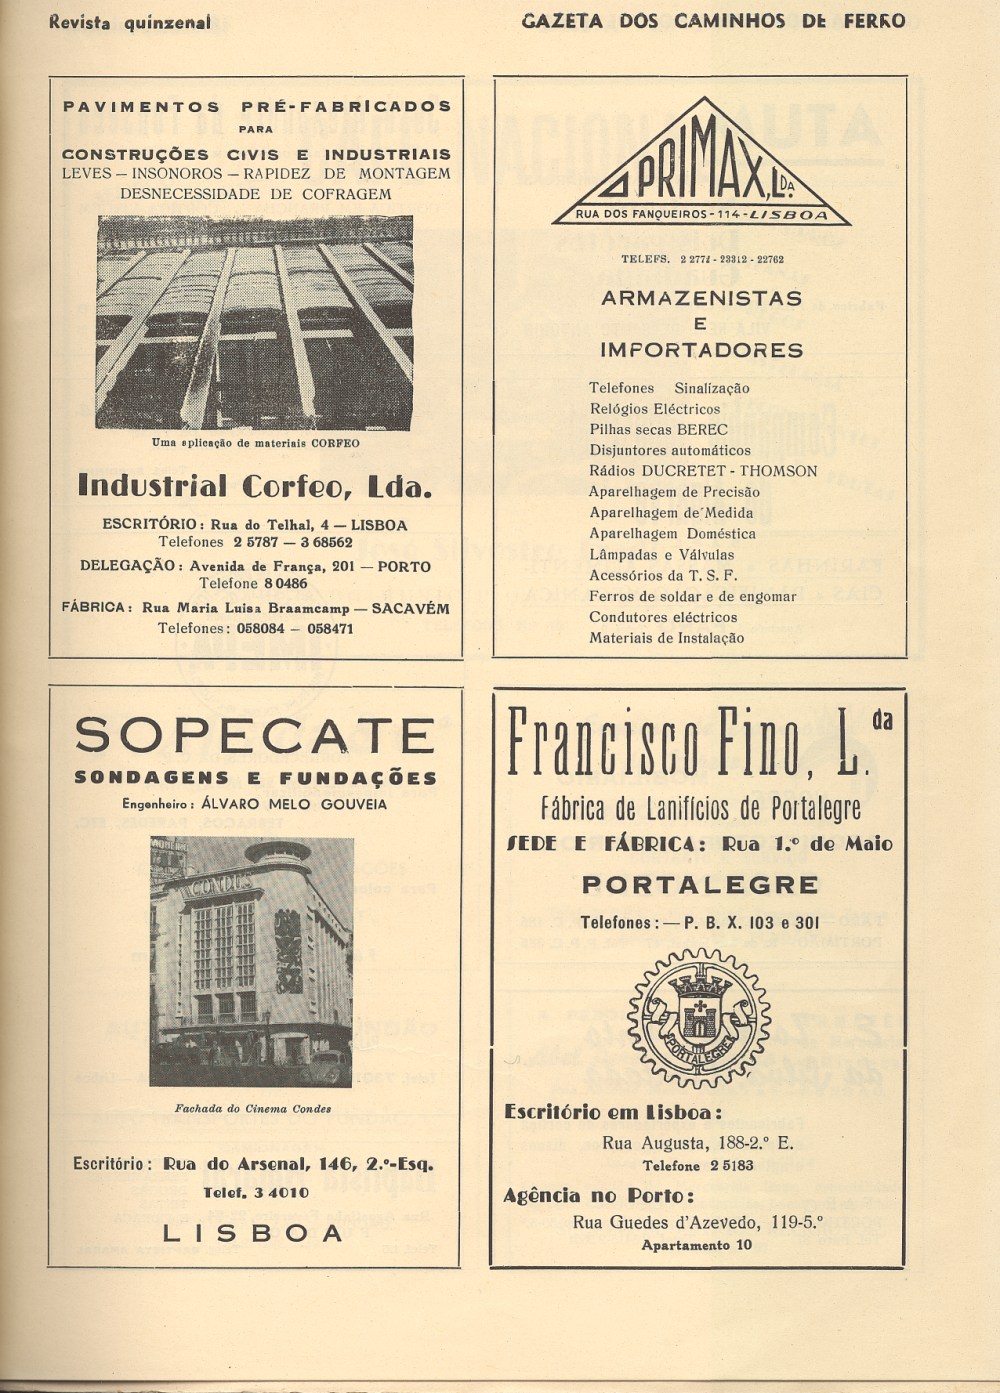 Revista quinzenal
GAZETA DOS CAMINHOS DE FERRO
PAVIMENTOS PRÉ-FABRICADOS
PARA
CONSTRUÇÕES CIVIS E INDUSTRIAIS
LEVES — INSONOROS — RAPIDEZ DE MONTAGEM
DESNECESSIDADE DE COFRAGEM
Uma aplicação de materiais CORFEO
Industrial Corfeo, Lda.
ESCRITÓRIO: Rua do Telhal, 4 — LISBOA
Telefones 2 5787 — 3 68562
DELEGAÇÃO: Avenida de França, 201 — PORTO
Telefone 8 0486
FÁBRICA: Rua Maria Luisa Braamcamp — SACAVÉM
Telefones: 058084 — 058471
PRIMAX, LDA.
RUA DOS FANQUEIROS - 114 - LISBOA
TELEFS. - 23312 - 22762
ARMAZENISTAS
E
IMPORTADORES
Telefones Sinalização
Relógios Eléctricos
Pilhas secas BEREC
Disjuntores automáticos
Rádios DUCRETET - THOMSON
Aparelhagem de Precisão
Aparelhagem de Medida
Aparelhagem Doméstica
Lâmpadas e Válvulas
Acessórios da T. S. F.
Ferros de soldar e de engomar
Condutores eléctricos
Materiais de Instalação
SOPECATE
SONDAGENS E FUNDAÇÕES
Engenheiro: ÁLVARO MELO GOUVEIA
CONDES
Fachada do Cinema Condes
Escritório: Rua do Arsenal, 146, 2.º-Esq.
Telef. 3 4010
LISBOA
Francisco Fino, L.da
Fábrica de Lanifícios de Portalegre
SEDE E FÁBRICA: Rua 1.º de Maio
PORTALEGRE
Telefones: — P. B. X. 103 e 301
PORTALEGRE
Escritório em Lisboa:
Rua Augusta, 188-2.º E.
Telefone 2 5183
Agência no Porto:
Rua Guedes d'Azevedo, 119-5.º
Apartamento 10